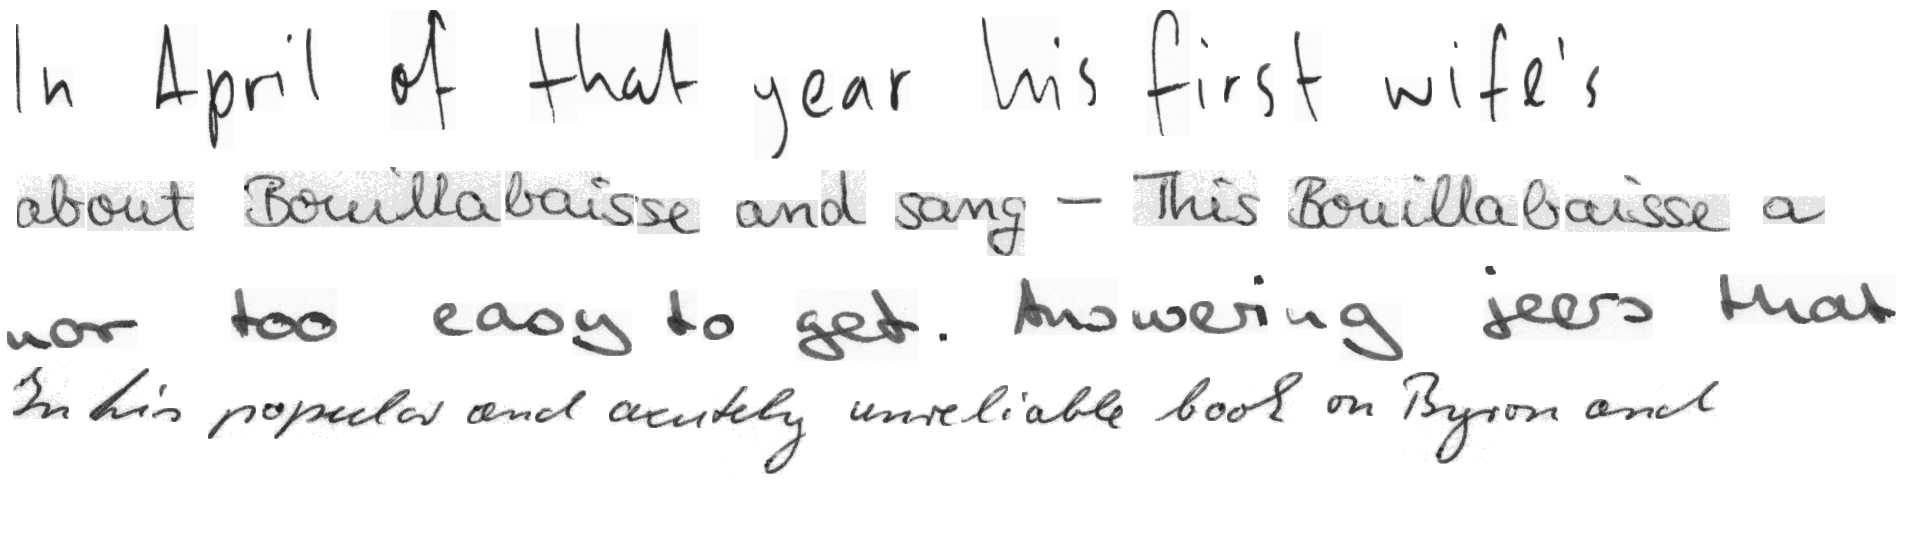 In April of that year his first wife's
about Bouillabaisse and sang - This Bouillabaisse a
nor too easy to get. Answering jeers that
In his popular and acutely unreliable book on Byron and